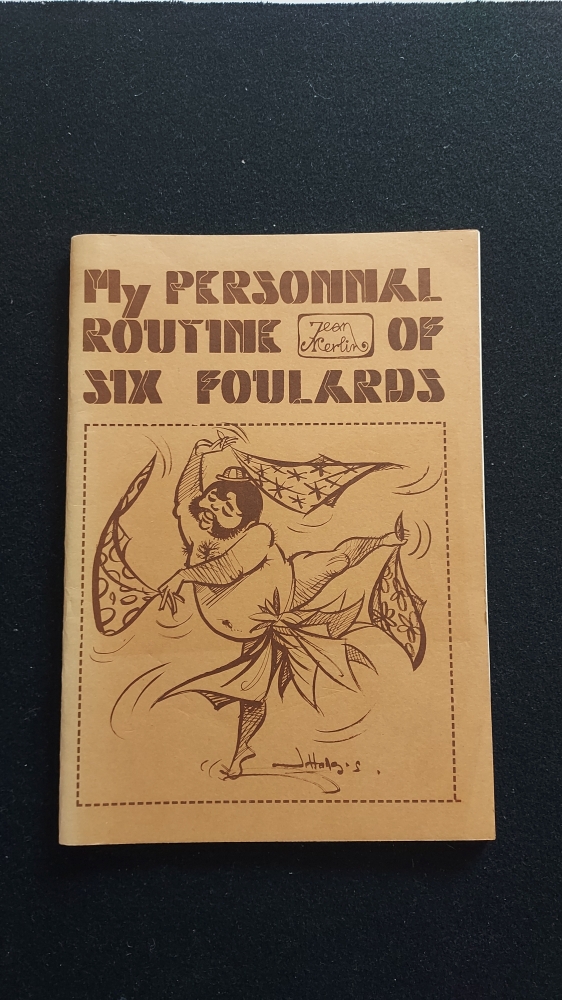 My PERSONNAL
ROUTINE Jean Merlin OF
SIX FOULARDS